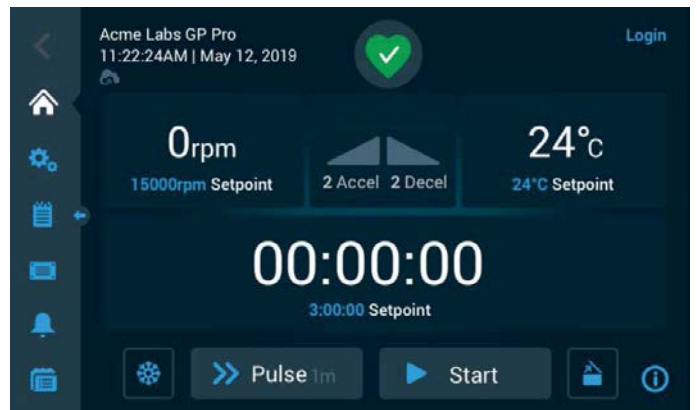 Acme Labs GP Pro
Login
11:22:24AM | May 12, 2019
0rpm
15000rpm Setpoint
2 Accel 2 Decel
24°C
24°C Setpoint
00:00:00
3:00:00 Setpoint
Pulse 1m
Start